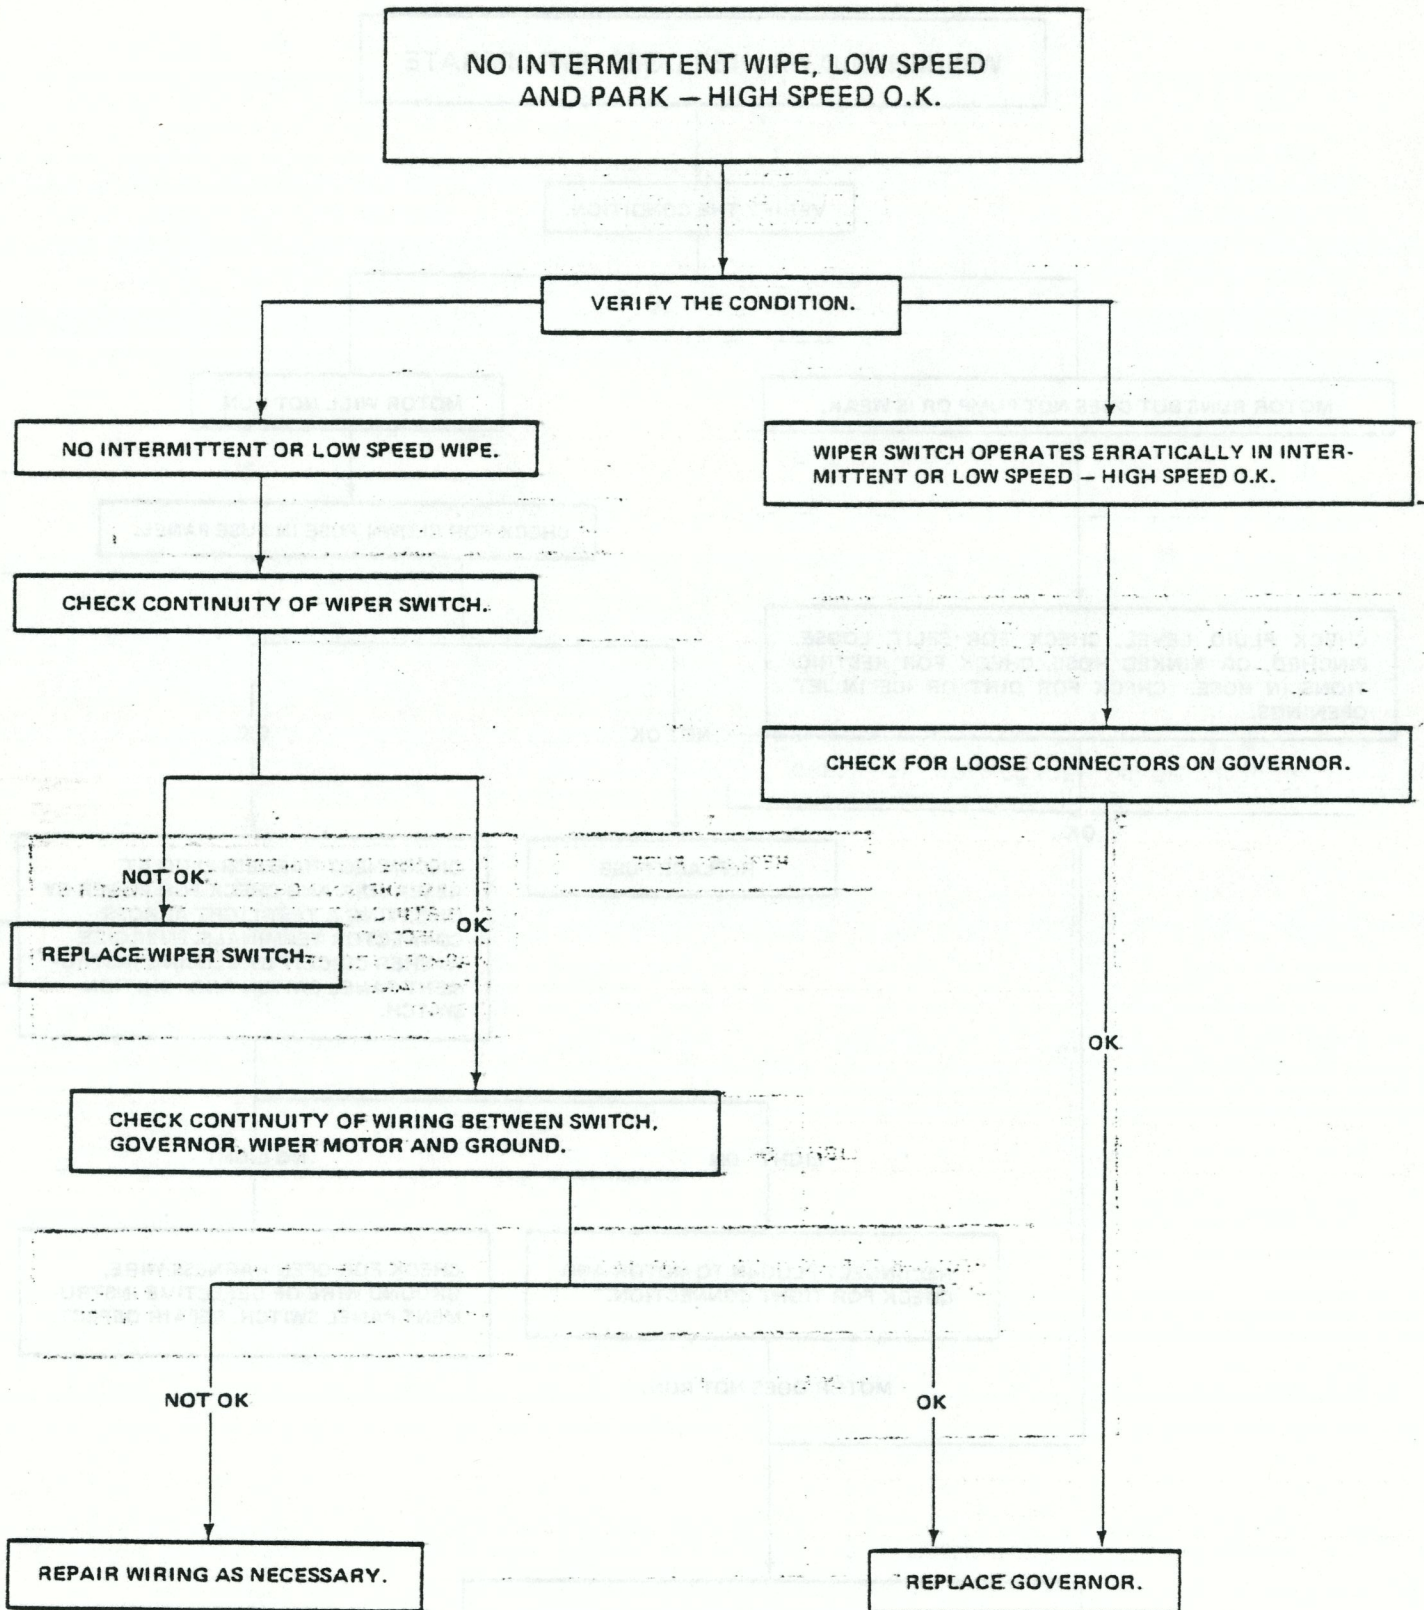 NO INTERMITTENT WIPE, LOW SPEED
AND PARK — HIGH SPEED O.K.
VERIFY THE CONDITION.
NO INTERMITTENT OR LOW SPEED WIPE.
WIPER SWITCH OPERATES ERRATICALLY IN INTER-
MITTENT OR LOW SPEED — HIGH SPEED O.K.
CHECK CONTINUITY OF WIPER SWITCH.
CHECK FOR LOOSE CONNECTORS ON GOVERNOR.
NOT OK
OK
REPLACE WIPER SWITCH.
OK
CHECK CONTINUITY OF WIRING BETWEEN SWITCH,
GOVERNOR, WIPER MOTOR AND GROUND.
NOT OK
OK
REPAIR WIRING AS NECESSARY.
REPLACE GOVERNOR.